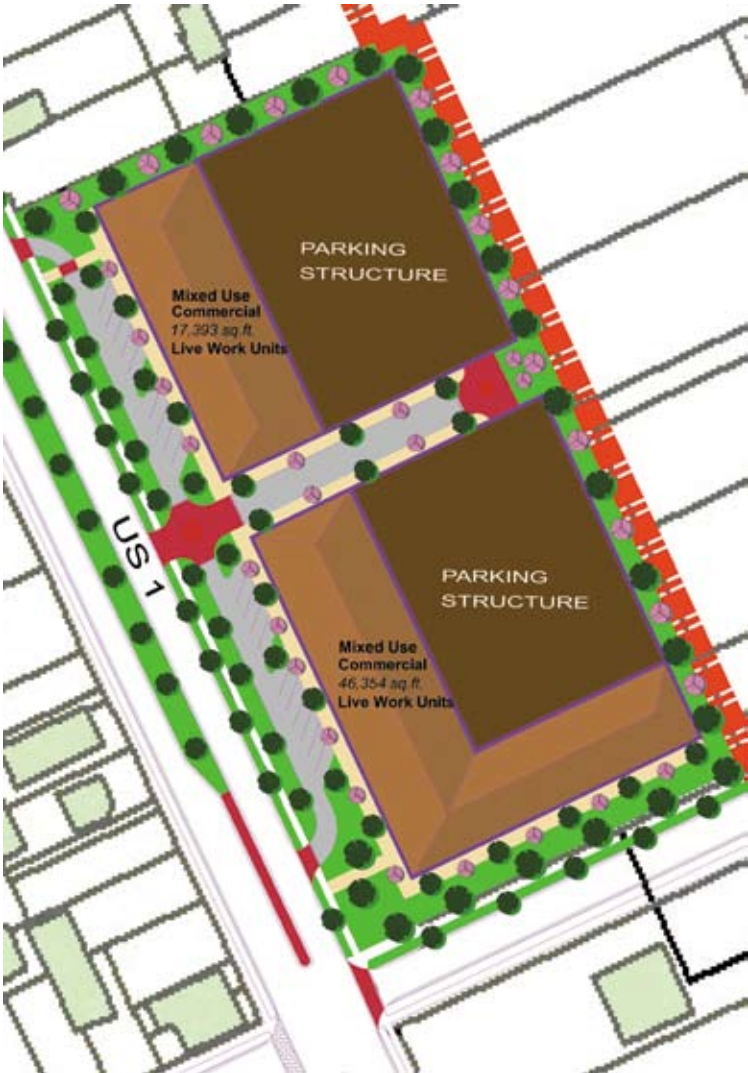 PARKING
STRUCTURE
Mixed Use
Commercial
17,393 sq.ft.
Live Work Units
US 1
PARKING
STRUCTURE
Mixed Use
Commercial
46,354 sq.ft.
Live Work Units